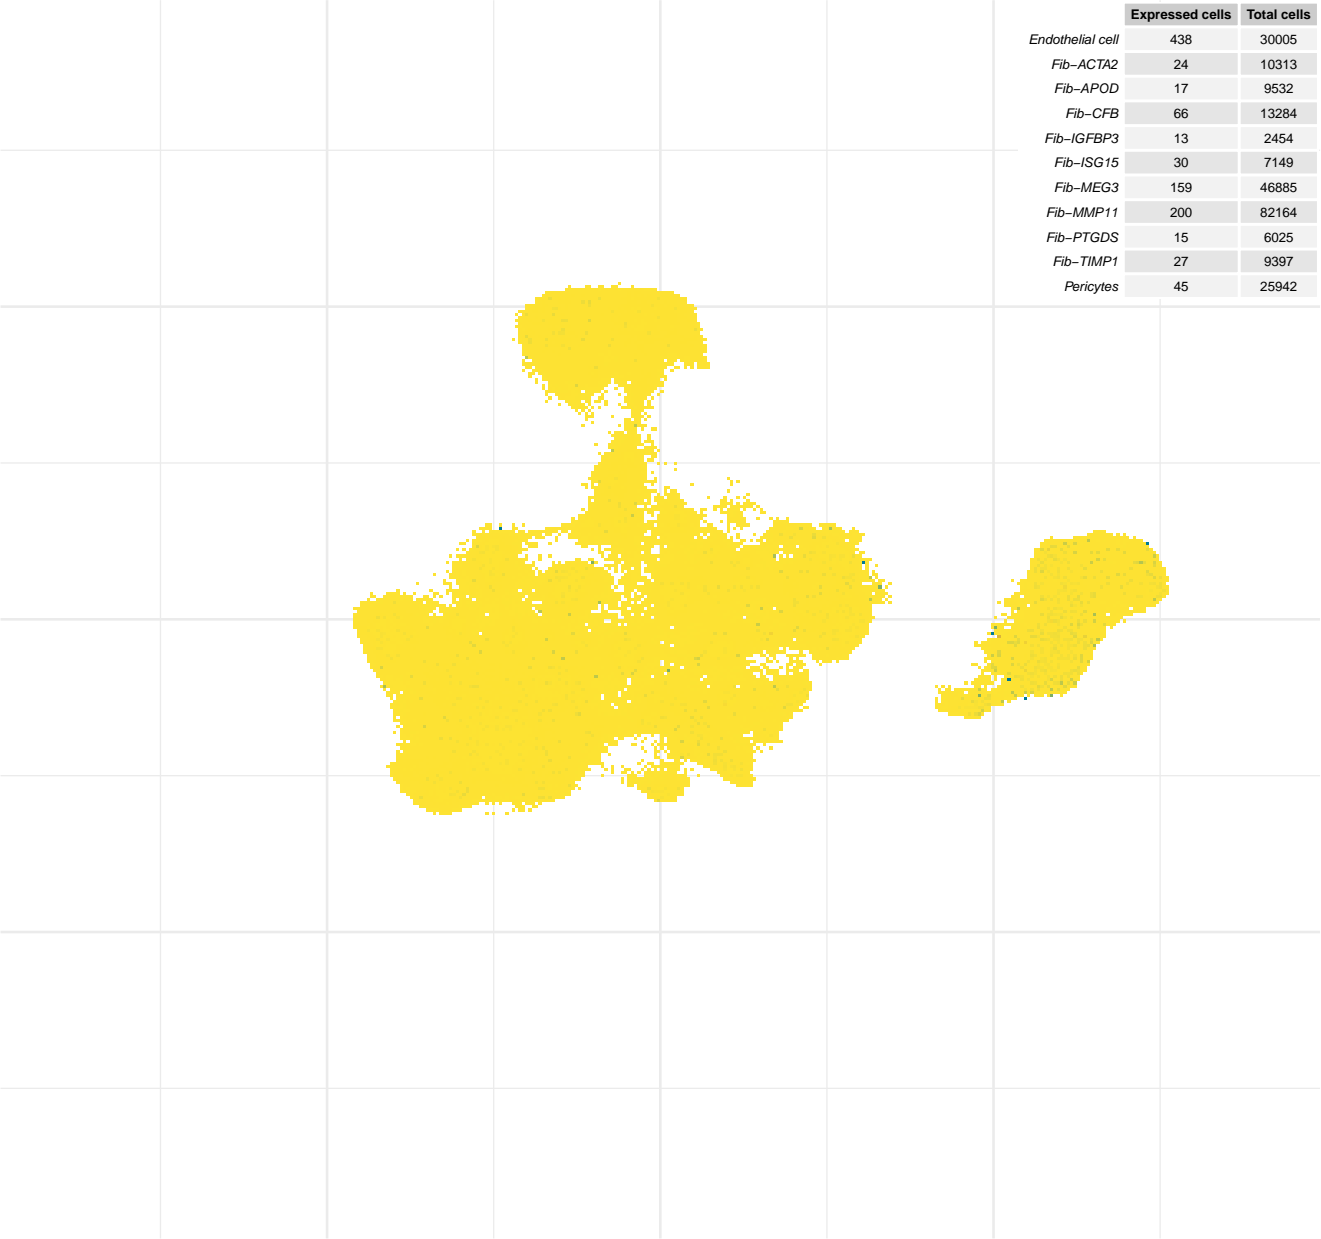 Expressed cells Total cells
Endothelial cell 438 30005
Fib−ACTA2 24 10313
Fib−APOD 17 9532
Fib−CFB 66 13284
Fib−IGFBP3 13 2454
Fib−ISG15 30 7149
Fib−MEG3 159 46885
Fib−MMP11 200 82164
Fib−PTGDS 15 6025
Fib−TIMP1 27 9397
Pericytes 45 25942